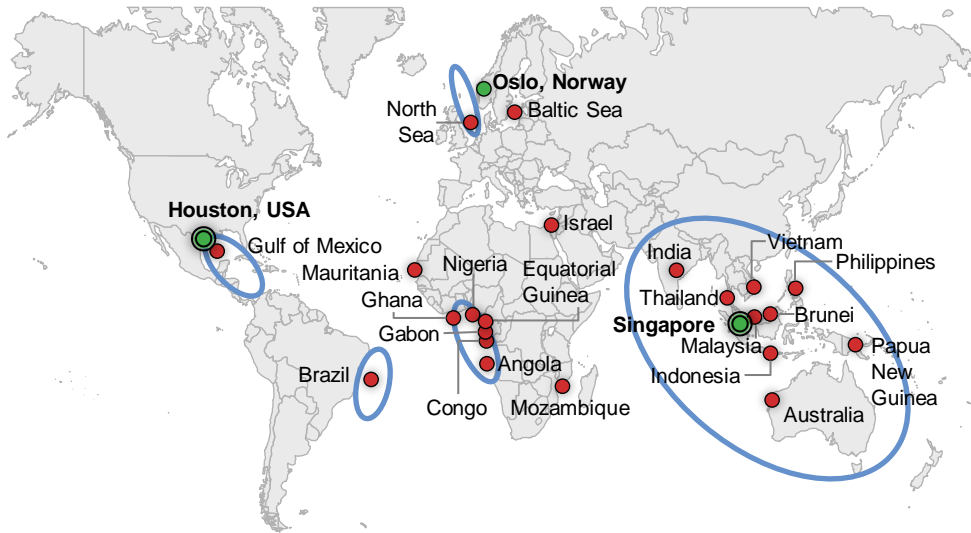 Oslo, Norway
North
Sea
Baltic Sea
Houston, USA
Gulf of Mexico
Israel
Mauritania
Nigeria
Equatorial
Guinea
Ghana
Gabon
Congo
Angola
Mozambique
Brazil
India
Vietnam
Philippines
Thailand
Singapore
Brunei
Malaysia
Indonesia
Papua
New
Guinea
Australia